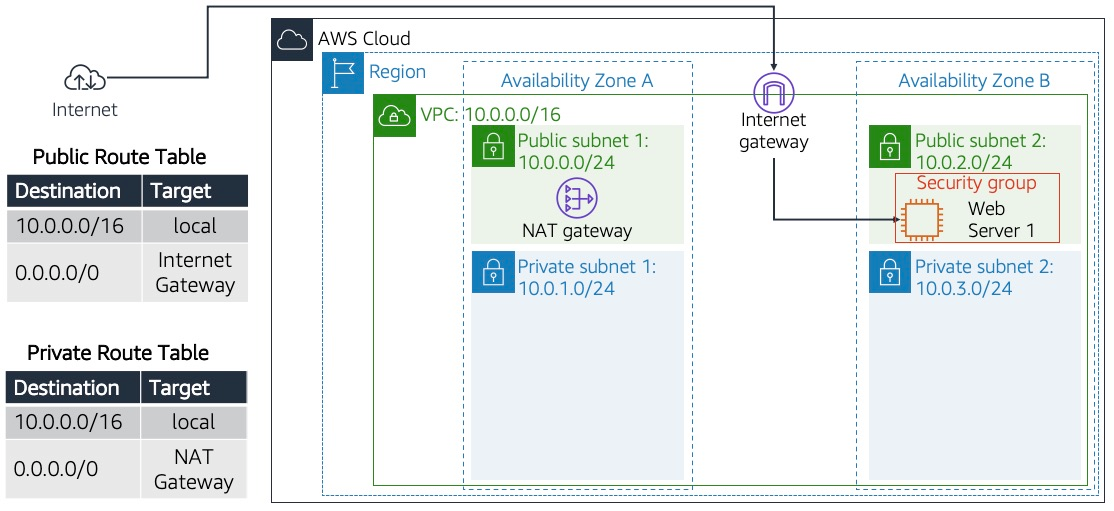 AWS Cloud
Region
Availability Zone A
Availability Zone B
Internet
VPC: 10.0.0.0/16
Internet
gateway
Public subnet 1:
10.0.0.0/24
NAT gateway
Public subnet 2:
10.0.2.0/24
Security group
Web
Server 1
Private subnet 1:
10.0.1.0/24
Private subnet 2:
10.0.3.0/24
Public Route Table
Destination Target
10.0.0.0/16 local
0.0.0.0/0 Internet
Gateway
Private Route Table
Destination Target
10.0.0.0/16 local
0.0.0.0/0 NAT
Gateway